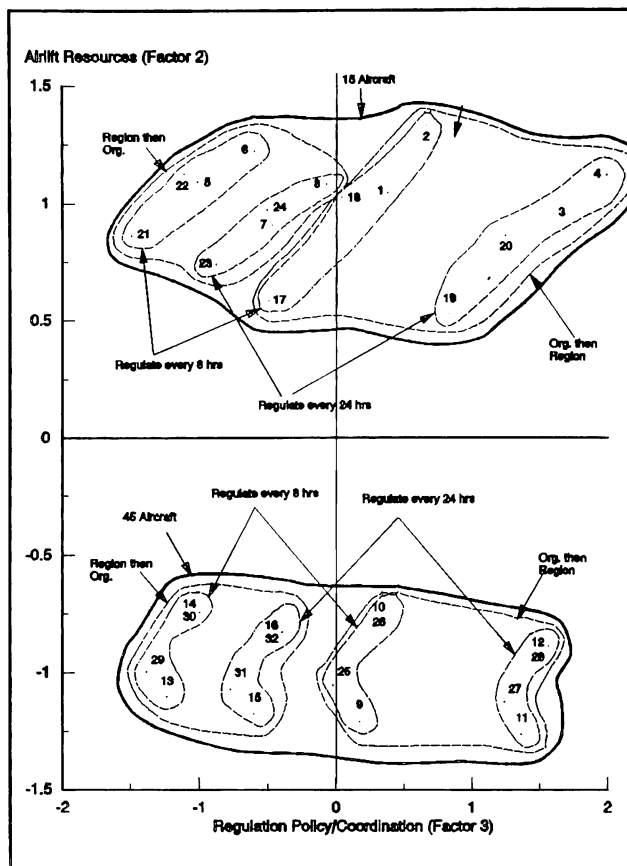 Airlift Resources (Factor 2)
1.5
15 Aircraft
Region then
Org.
2
6
4
22
5
8
1
18
1
24
3
7
21
20
23
17
19
0.5
Org. then
Region
Regulate every 8 hrs
Regulate every 24 hrs
0
Regulate every 8 hrs
Regulate every 24 hrs
45 Aircraft
-0.5
Region then
Org.
Org. then
Region
14
10
30
16
26
32
12
28
-1
29
31
25
13
27
15
9
11
-1.5
-2
-1
0
1
2
Regulation Policy/Coordination (Factor 3)